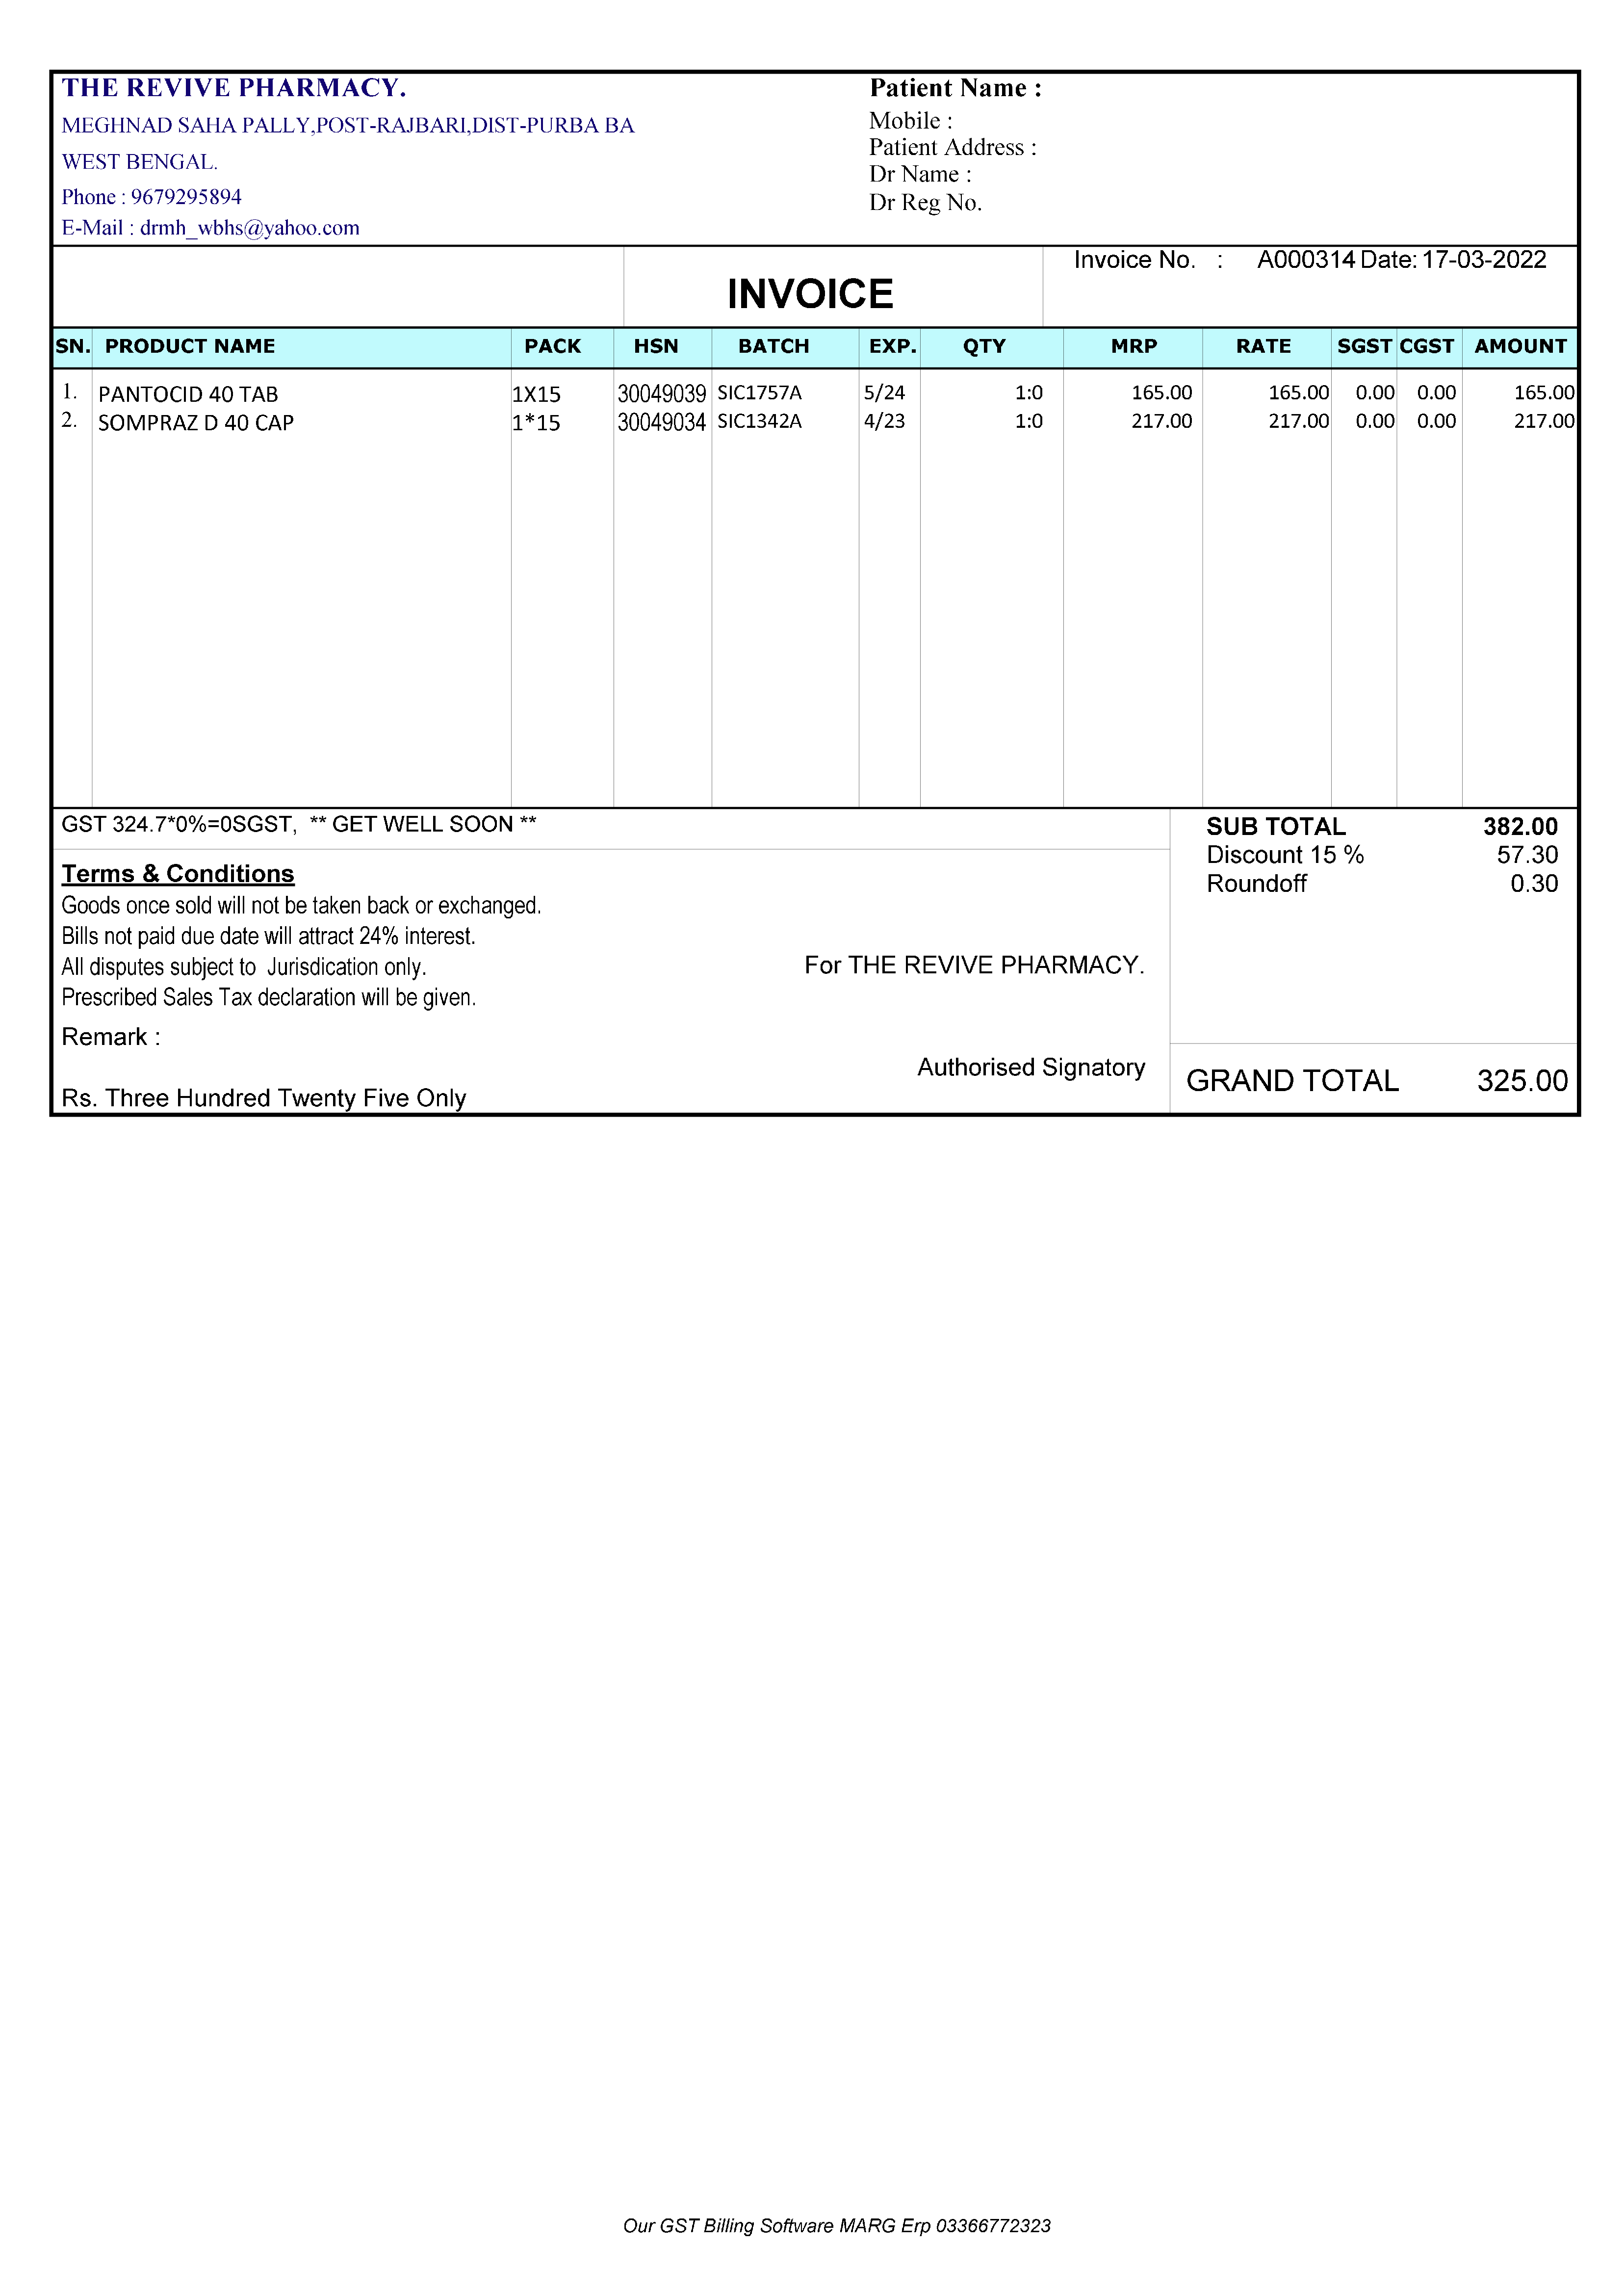 THE REVIVE PHARMACY.
MEGHNAD SAHA PALLY,POST-RAJBARI,DIST-PURBA BA
WEST BENGAL.
Phone : 9679295894
E-Mail : drmh_wbhs@yahoo.com
Patient Name :
Mobile :
Patient Address :
Dr Name :
Dr Reg No.
INVOICE
Invoice No. : A000314 Date: 17-03-2022
SN. PRODUCT NAME PACK HSN BATCH EXP. QTY MRP RATE SGST CGST AMOUNT
1. PANTOCID 40 TAB 1X15 30049039 SIC1757A 5/24 1:0 165.00 165.00 0.00 0.00 165.00
2. SOMPRAZ D 40 CAP 1*15 30049034 SIC1342A 4/23 1:0 217.00 217.00 0.00 0.00 217.00
GST 324.7*0%=0SGST, ** GET WELL SOON **
Terms & Conditions
Goods once sold will not be taken back or exchanged.
Bills not paid due date will attract 24% interest.
All disputes subject to Jurisdication only.
Prescribed Sales Tax declaration will be given.
Remark :
Rs. Three Hundred Twenty Five Only
For THE REVIVE PHARMACY.
Authorised Signatory
SUB TOTAL 382.00
Discount 15 % 57.30
Roundoff 0.30
GRAND TOTAL 325.00
Our GST Billing Software MARG Erp 03366772323